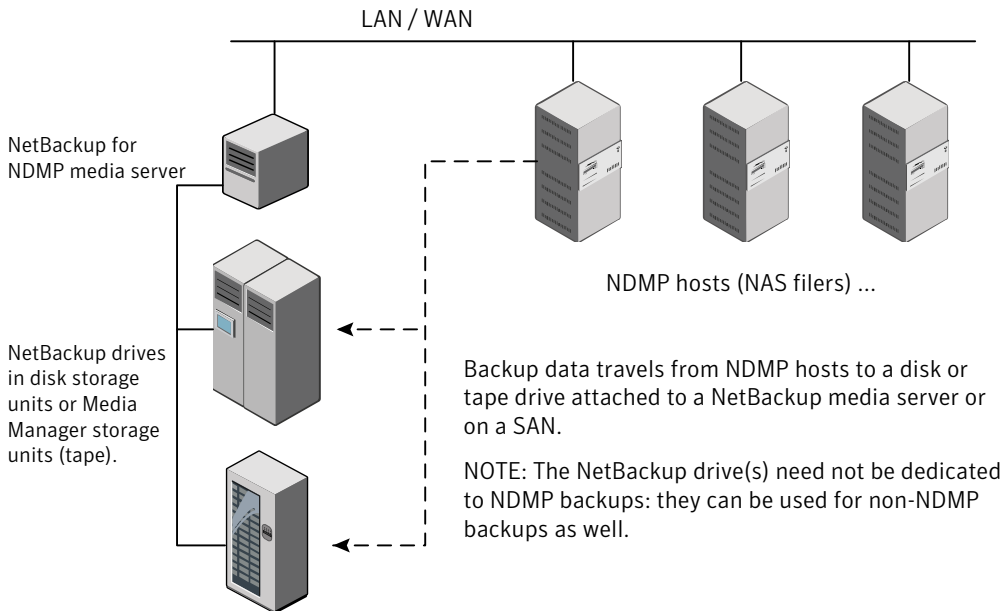 LAN / WAN
NetBackup for
NDMP media server
NDMP hosts (NAS filers) ...
NetBackup drives
in disk storage
units or Media
Manager storage
units (tape).
Backup data travels from NDMP hosts to a disk or
tape drive attached to a NetBackup media server or
on a SAN.
NOTE: The NetBackup drive(s) need not be dedicated
to NDMP backups: they can be used for non-NDMP
backups as well.